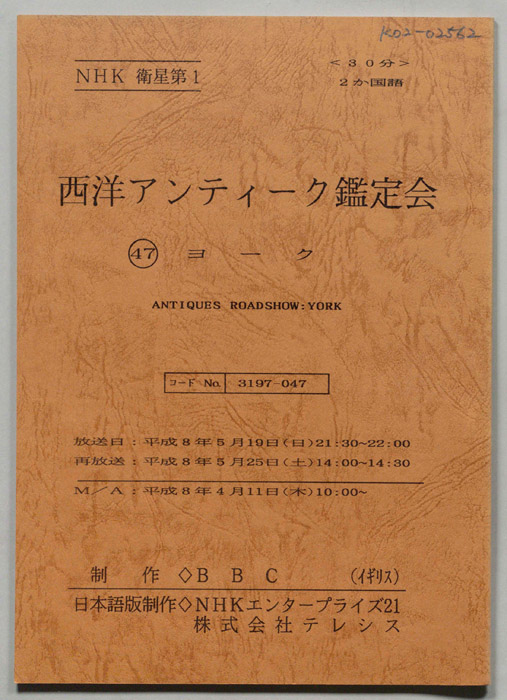 K02-02562
NHK 衛星第1
<30分>
2か国語
西洋アンティーク鑑定会
㊼ ヨーク
ANTIQUES ROADSHOW:YORK
コード No. 3197-047
放送日:平成8年5月19日(日)21:30~22:00
再放送:平成8年5月25日(土)14:00~14:30
M/A:平成8年4月11日(木)10:00~
制 作◇BBC (イギリス)
日本語版制作◇NHKエンタープライズ21
株式会社テレシス